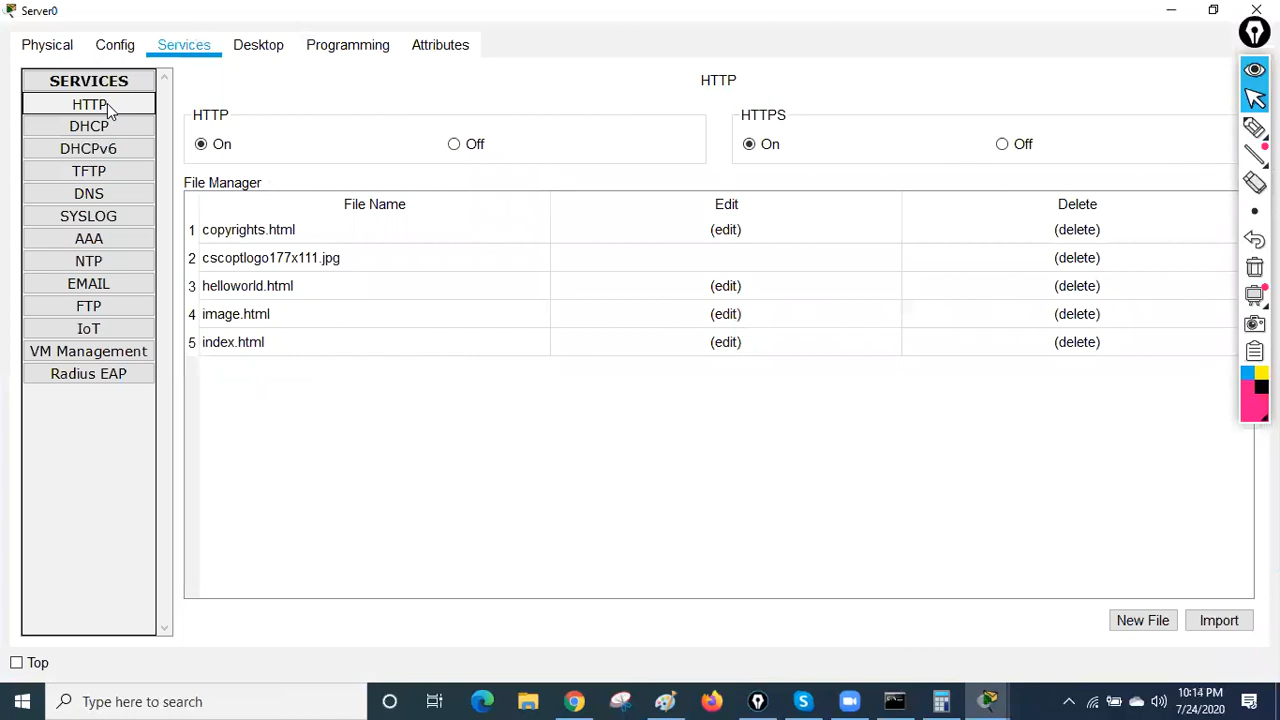 Server0
Physical Config Services Desktop Programming Attributes
SERVICES
HTTP
DHCP
DHCPv6
TFTP
DNS
SYSLOG
AAA
NTP
EMAIL
FTP
IoT
VM Management
Radius EAP
HTTP
HTTP
On Off
HTTPS
On Off
File Manager
File Name Edit Delete
1 copyrights.html (edit) (delete)
2 cscoptlogo177x111.jpg (delete)
3 helloworld.html (edit) (delete)
4 image.html (edit) (delete)
5 index.html (edit) (delete)
New File Import
Top
Type here to search
10:14 PM
7/24/2020